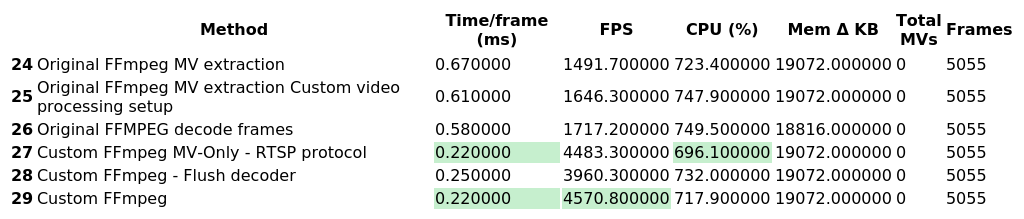 Method Time/frame (ms) FPS CPU (%) Mem Δ KB Total MVs Frames
24 Original FFmpeg MV extraction 0.670000 1491.700000 723.400000 19072.000000 0 5055
25 Original FFmpeg MV extraction Custom video processing setup 0.610000 1646.300000 747.900000 19072.000000 0 5055
26 Original FFMPEG decode frames 0.580000 1717.200000 749.500000 18816.000000 0 5055
27 Custom FFmpeg MV-Only - RTSP protocol 0.220000 4483.300000 696.100000 19072.000000 0 5055
28 Custom FFmpeg - Flush decoder 0.250000 3960.300000 732.000000 19072.000000 0 5055
29 Custom FFmpeg 0.220000 4570.800000 717.900000 19072.000000 0 5055